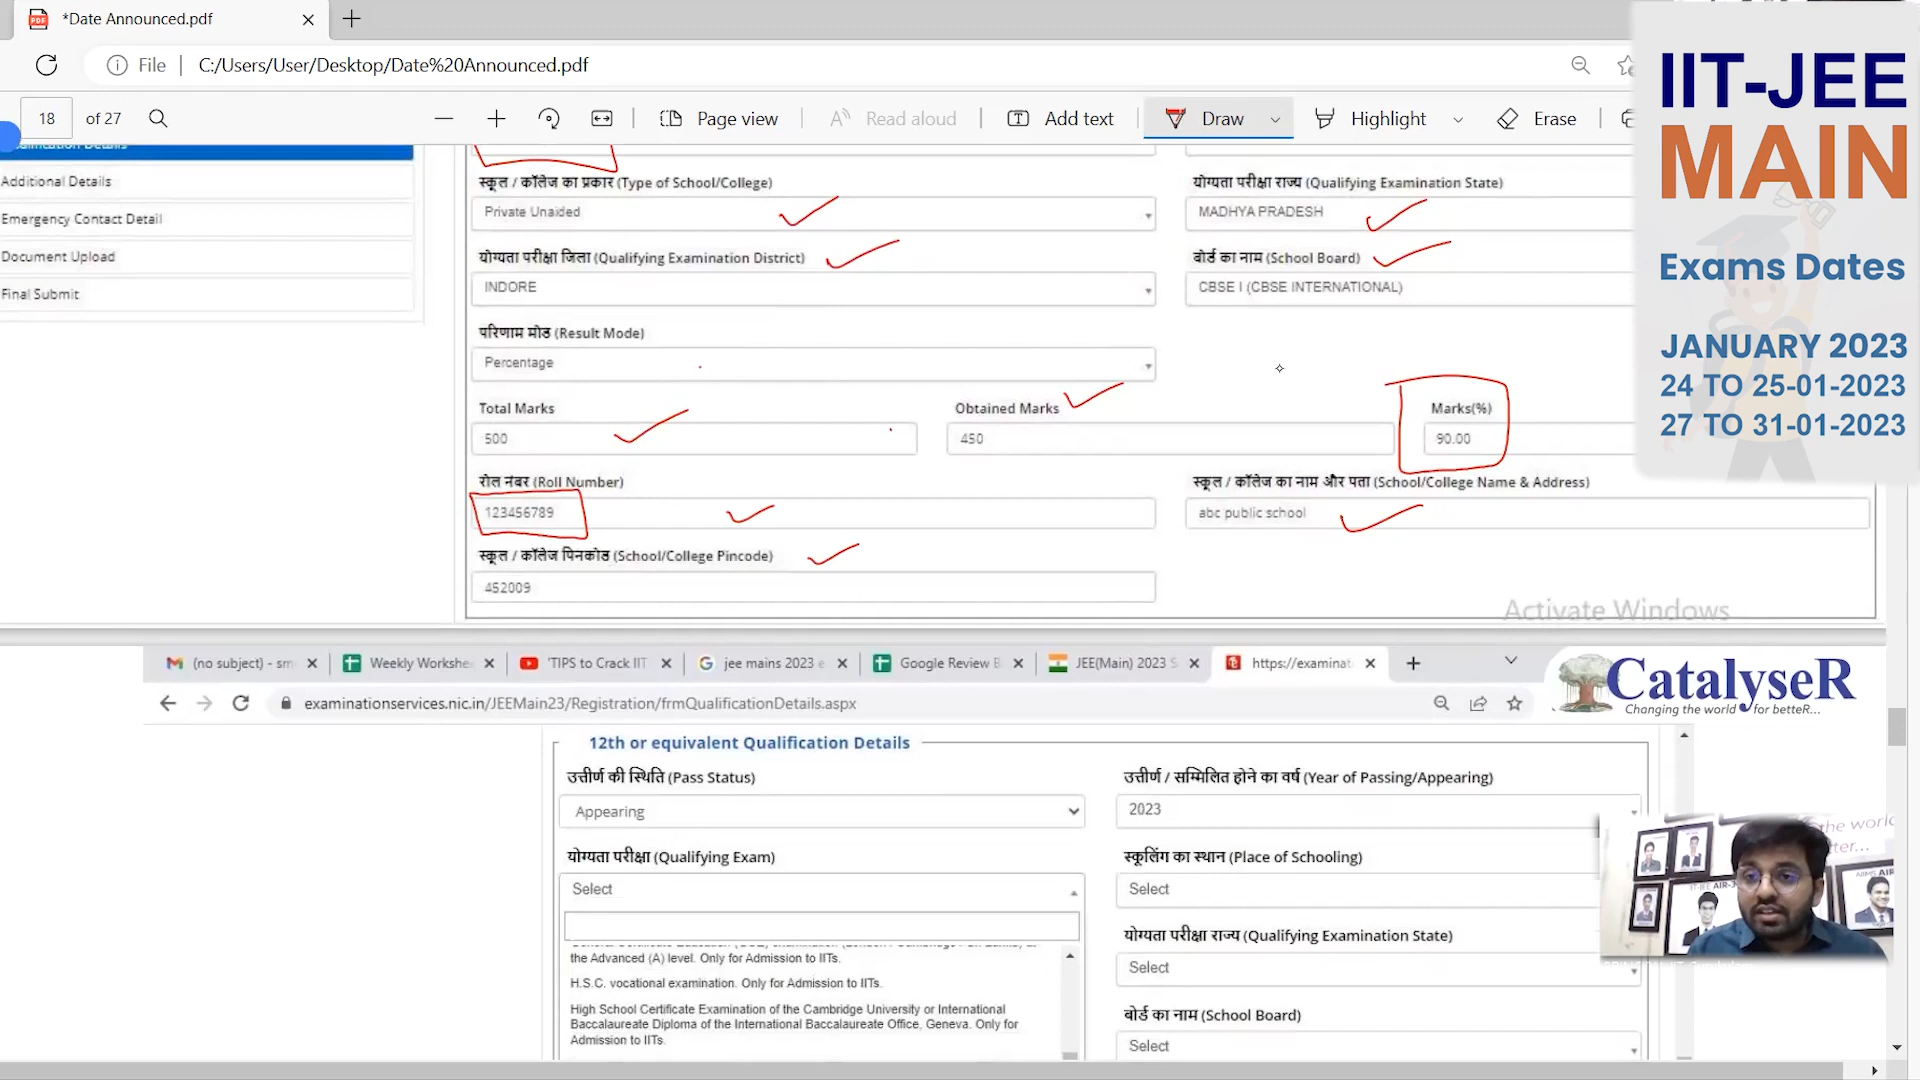 *Date Announced.pdf
File
C:/Users/User/Desktop/Date%20Announced.pdf
18 of 27
Page view
Read aloud
Add text
Draw
Highlight
Erase
Additional Details
Emergency Contact Detail
Document Upload
Final Submit
स्कूल / कॉलेज का प्रकार (Type of School/College)
Private Unaided
योग्यता परीक्षा राज्य (Qualifying Examination State)
MADHYA PRADESH
योग्यता परीक्षा जिला (Qualifying Examination District)
INDORE
बोर्ड का नाम (School Board)
CBSE I (CBSE INTERNATIONAL)
परिणाम मोड (Result Mode)
Percentage
Total Marks
500
Obtained Marks
450
Marks(%)
90.00
रोल नंबर (Roll Number)
123456789
स्कूल / कॉलेज का नाम और पता (School/College Name & Address)
abc public school
स्कूल / कॉलेज पिनकोड (School/College Pincode)
452009
Activate Windows
IIT-JEE
MAIN
Exams Dates
JANUARY 2023
24 TO 25-01-2023
27 TO 31-01-2023
(no subject) - sm
Weekly Workshe
'TIPS to Crack IIT
jee mains 2023 e
Google Review B
JEE(Main) 2023 S
https://examinat
CatalyseR
Changing the world for betteR...
examinationservices.nic.in/JEEMain23/Registration/frmQualificationDetails.aspx
12th or equivalent Qualification Details
उत्तीर्ण की स्थिति (Pass Status)
Appearing
उत्तीर्ण / सम्मिलित होने का वर्ष (Year of Passing/Appearing)
2023
योग्यता परीक्षा (Qualifying Exam)
Select
स्कूलिंग का स्थान (Place of Schooling)
Select
the Advanced (A) level. Only for Admission to IITs.
H.S.C. vocational examination. Only for Admission to IITs.
High School Certificate Examination of the Cambridge University or International
Baccalaureate Diploma of the International Baccalaureate Office, Geneva. Only for
Admission to IITs.
योग्यता परीक्षा राज्य (Qualifying Examination State)
Select
बोर्ड का नाम (School Board)
Select
the world